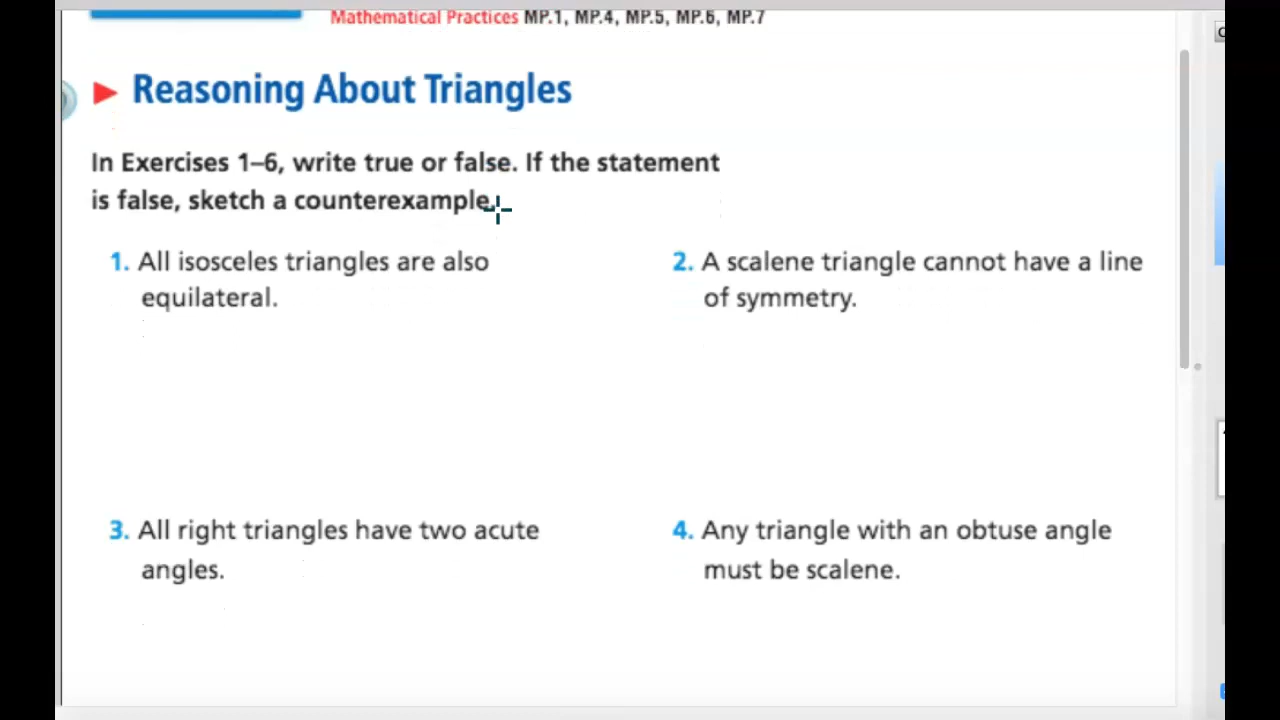 Mathematical Practices MP.1, MP.4, MP.5, MP.6, MP.7
Reasoning About Triangles
In Exercises 1–6, write true or false. If the statement
is false, sketch a counterexample.
1. All isosceles triangles are also
equilateral.
2. A scalene triangle cannot have a line
of symmetry.
3. All right triangles have two acute
angles.
4. Any triangle with an obtuse angle
must be scalene.